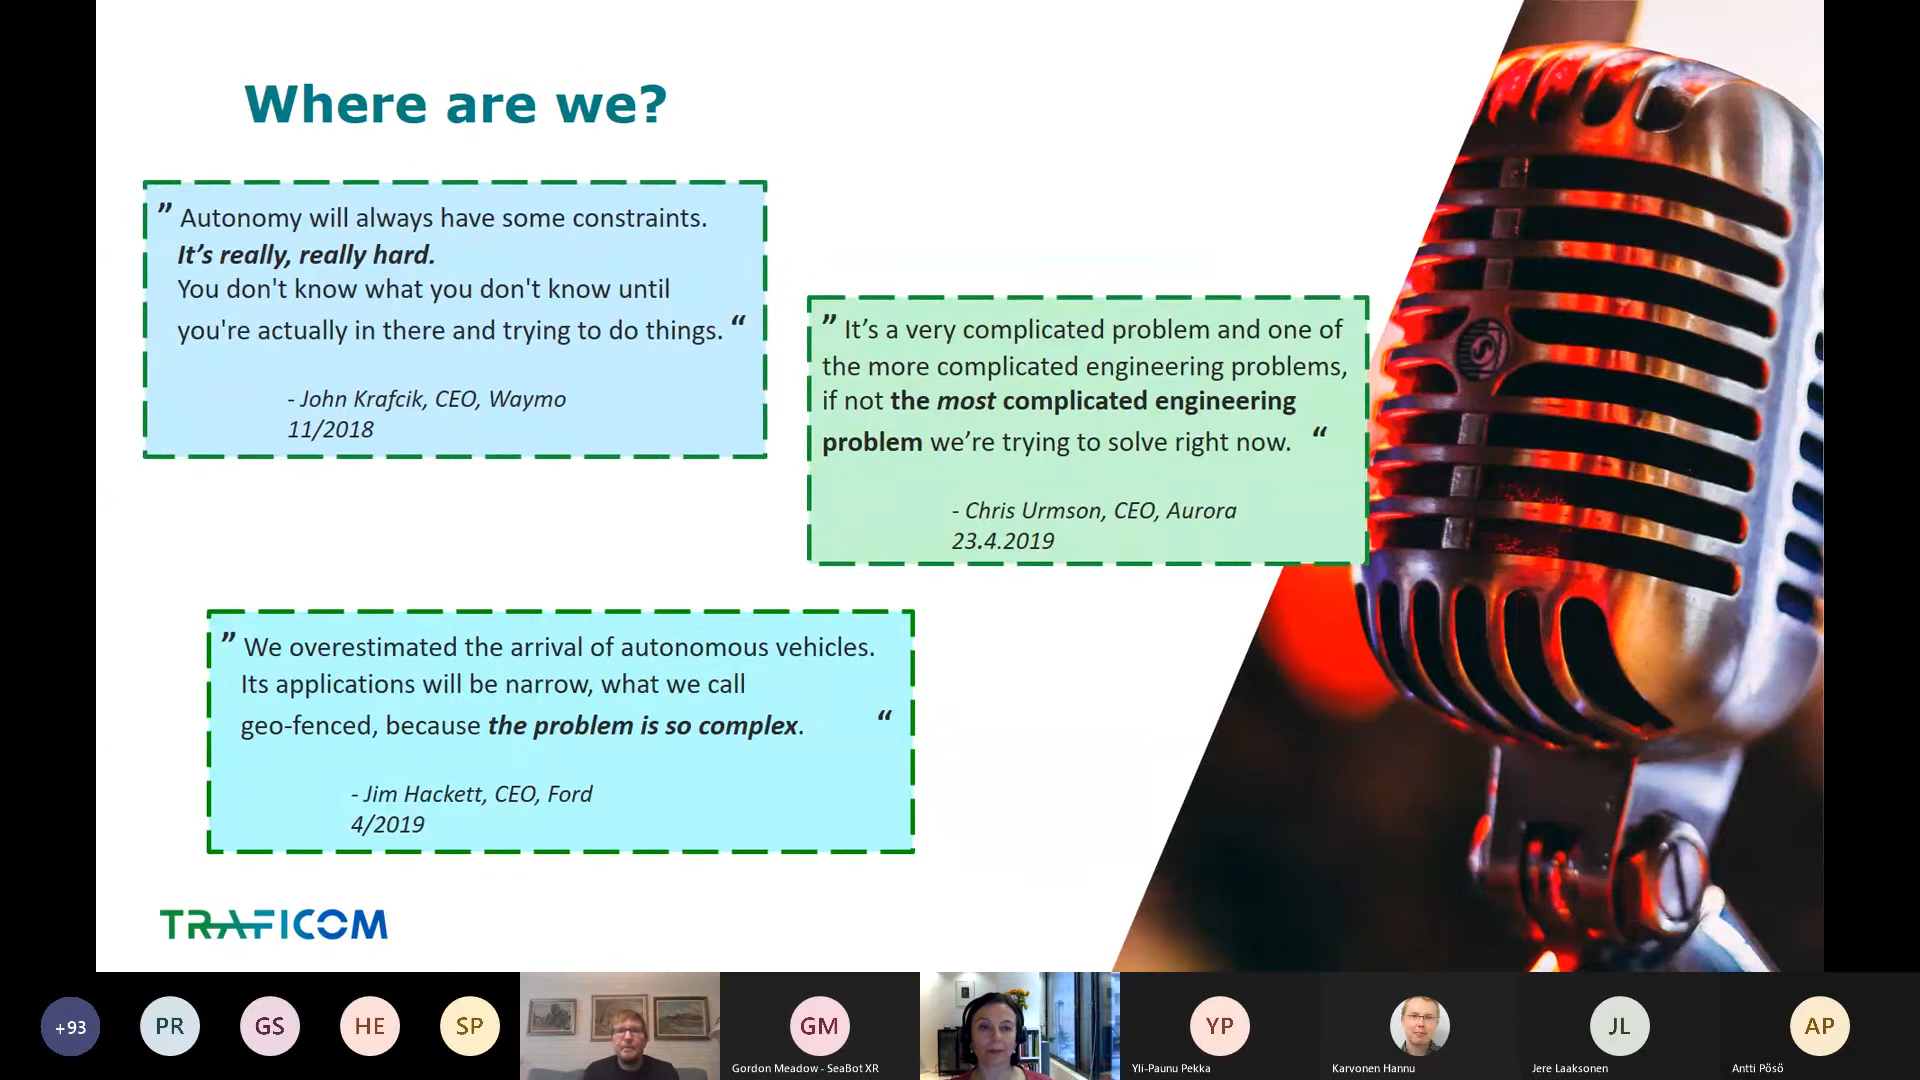 Where are we?
” Autonomy will always have some constraints.
It’s really, really hard.
You don't know what you don't know until
you're actually in there and trying to do things. “
- John Krafcik, CEO, Waymo
11/2018
” It’s a very complicated problem and one of
the more complicated engineering problems,
if not the most complicated engineering
problem we’re trying to solve right now. “
- Chris Urmson, CEO, Aurora
23.4.2019
” We overestimated the arrival of autonomous vehicles.
Its applications will be narrow, what we call
geo-fenced, because the problem is so complex. “
- Jim Hackett, CEO, Ford
4/2019
TRAFICOM
+93
PR
GS
HE
SP
GM
Gordon Meadow - SeaBot XR
YP
Yli-Paunu Pekka
Karvonen Hannu
JL
Jere Laaksonen
AP
Antti Pösö